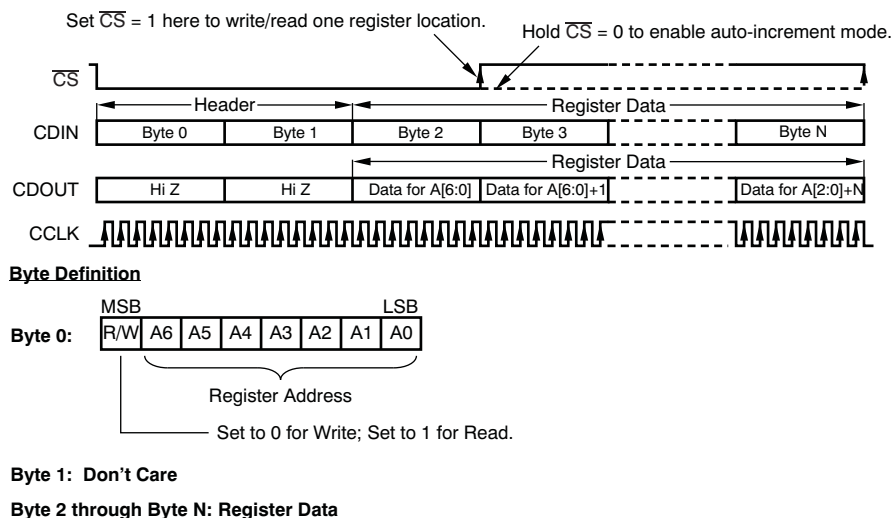 Set CS = 1 here to write/read one register location.
Hold CS = 0 to enable auto-increment mode.
CS
Header
Register Data
CDIN
Byte 0
Byte 1
Byte 2
Byte 3
Byte N
Register Data
CDOUT
Hi Z
Hi Z
Data for A[6:0]
Data for A[6:0]+1
Data for A[2:0]+N
CCLK
Byte Definition
MSB
LSB
Byte 0:
R/W A6 A5 A4 A3 A2 A1 A0
Register Address
Set to 0 for Write; Set to 1 for Read.
Byte 1: Don't Care
Byte 2 through Byte N: Register Data